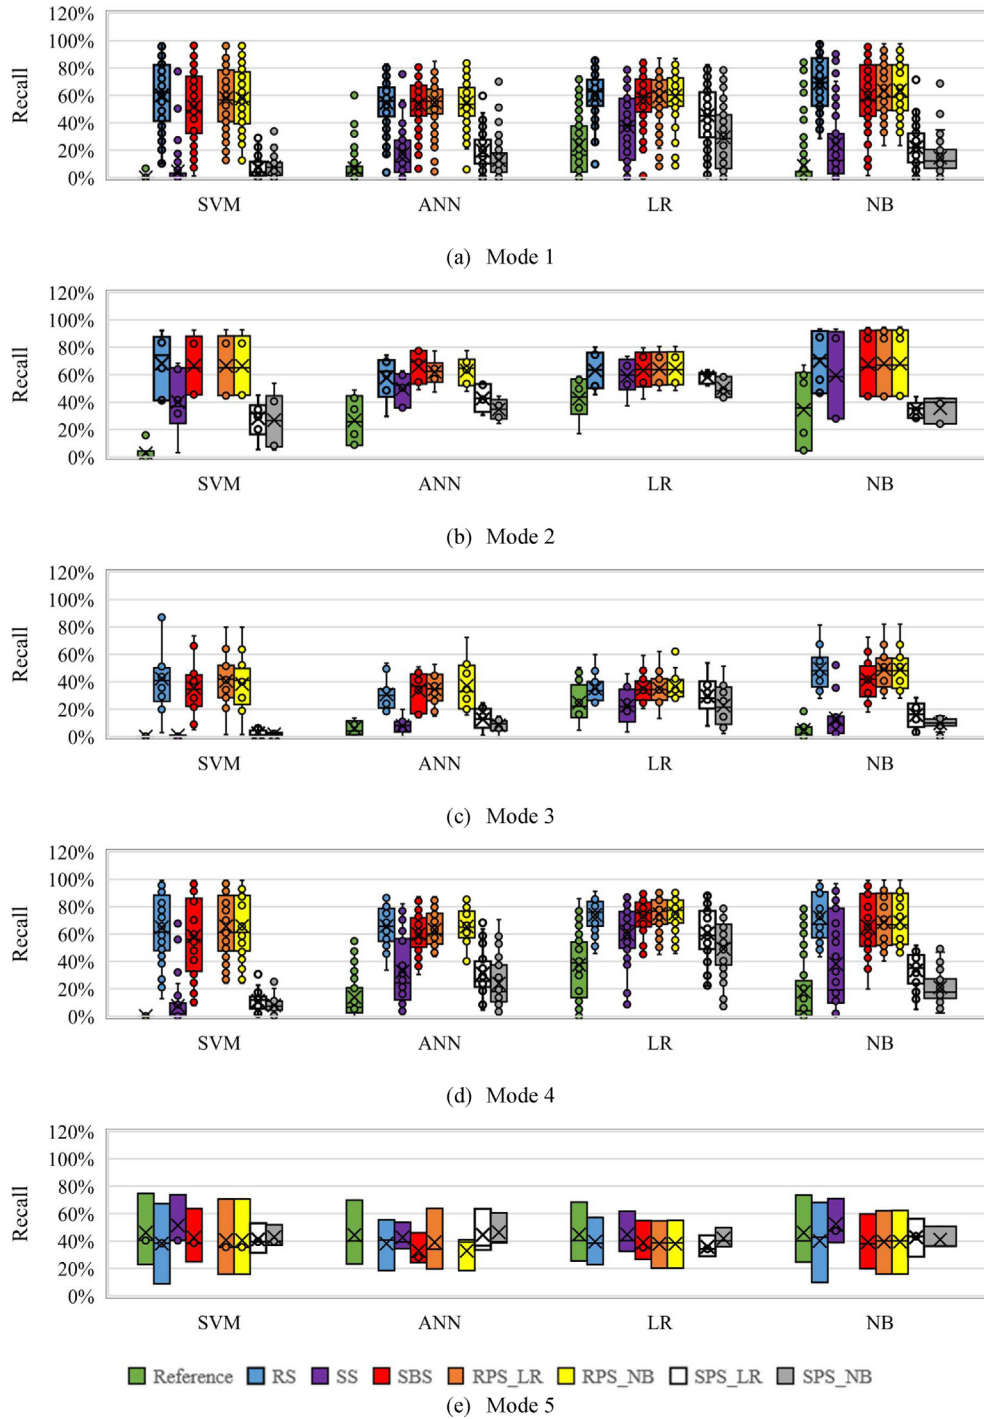 120%
100%
80%
60%
40%
20%
0%
Recall
SVM ANN LR NB
(a) Mode 1
120%
100%
80%
60%
40%
20%
0%
Recall
SVM ANN LR NB
(b) Mode 2
120%
100%
80%
60%
40%
20%
0%
Recall
SVM ANN LR NB
(c) Mode 3
120%
100%
80%
60%
40%
20%
0%
Recall
SVM ANN LR NB
(d) Mode 4
120%
100%
80%
60%
40%
20%
0%
Recall
SVM ANN LR NB
Reference RS SS SBS RPS_LR RPS_NB SPS_LR SPS_NB
(e) Mode 5